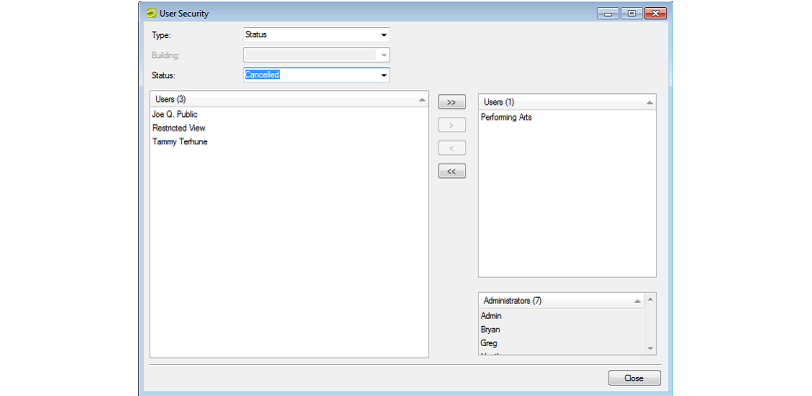 User Security
Type: Status
Building:
Status: Cancelled
Users (3)
Joe Q. Public
Restricted View
Tammy Terhune
>>
>
<
<<
Users (1)
Performing Arts
Administrators (7)
Admin
Bryan
Greg
Close